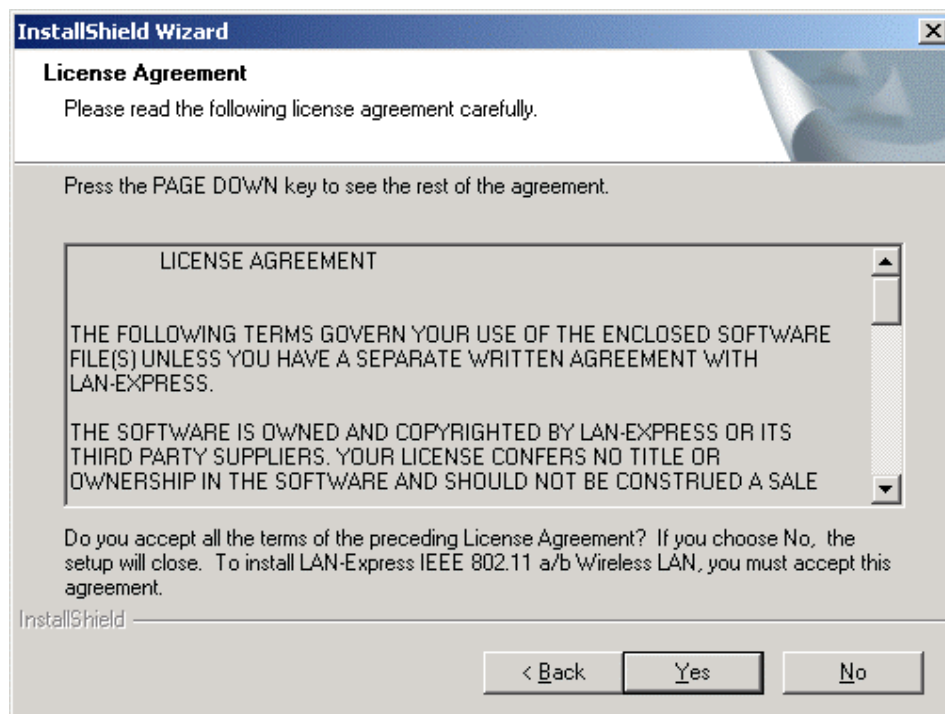 InstallShield Wizard
License Agreement
Please read the following license agreement carefully.
Press the PAGE DOWN key to see the rest of the agreement.
LICENSE AGREEMENT
THE FOLLOWING TERMS GOVERN YOUR USE OF THE ENCLOSED SOFTWARE
FILE(S) UNLESS YOU HAVE A SEPARATE WRITTEN AGREEMENT WITH
LAN-EXPRESS.
THE SOFTWARE IS OWNED AND COPYRIGHTED BY LAN-EXPRESS OR ITS
THIRD PARTY SUPPLIERS. YOUR LICENSE CONFERS NO TITLE OR
OWNERSHIP IN THE SOFTWARE AND SHOULD NOT BE CONSTRUED A SALE
Do you accept all the terms of the preceding License Agreement?  If you choose No,  the
setup will close.  To install LAN-Express IEEE 802.11 a/b Wireless LAN, you must accept this
agreement.
InstallShield
< Back
Yes
No